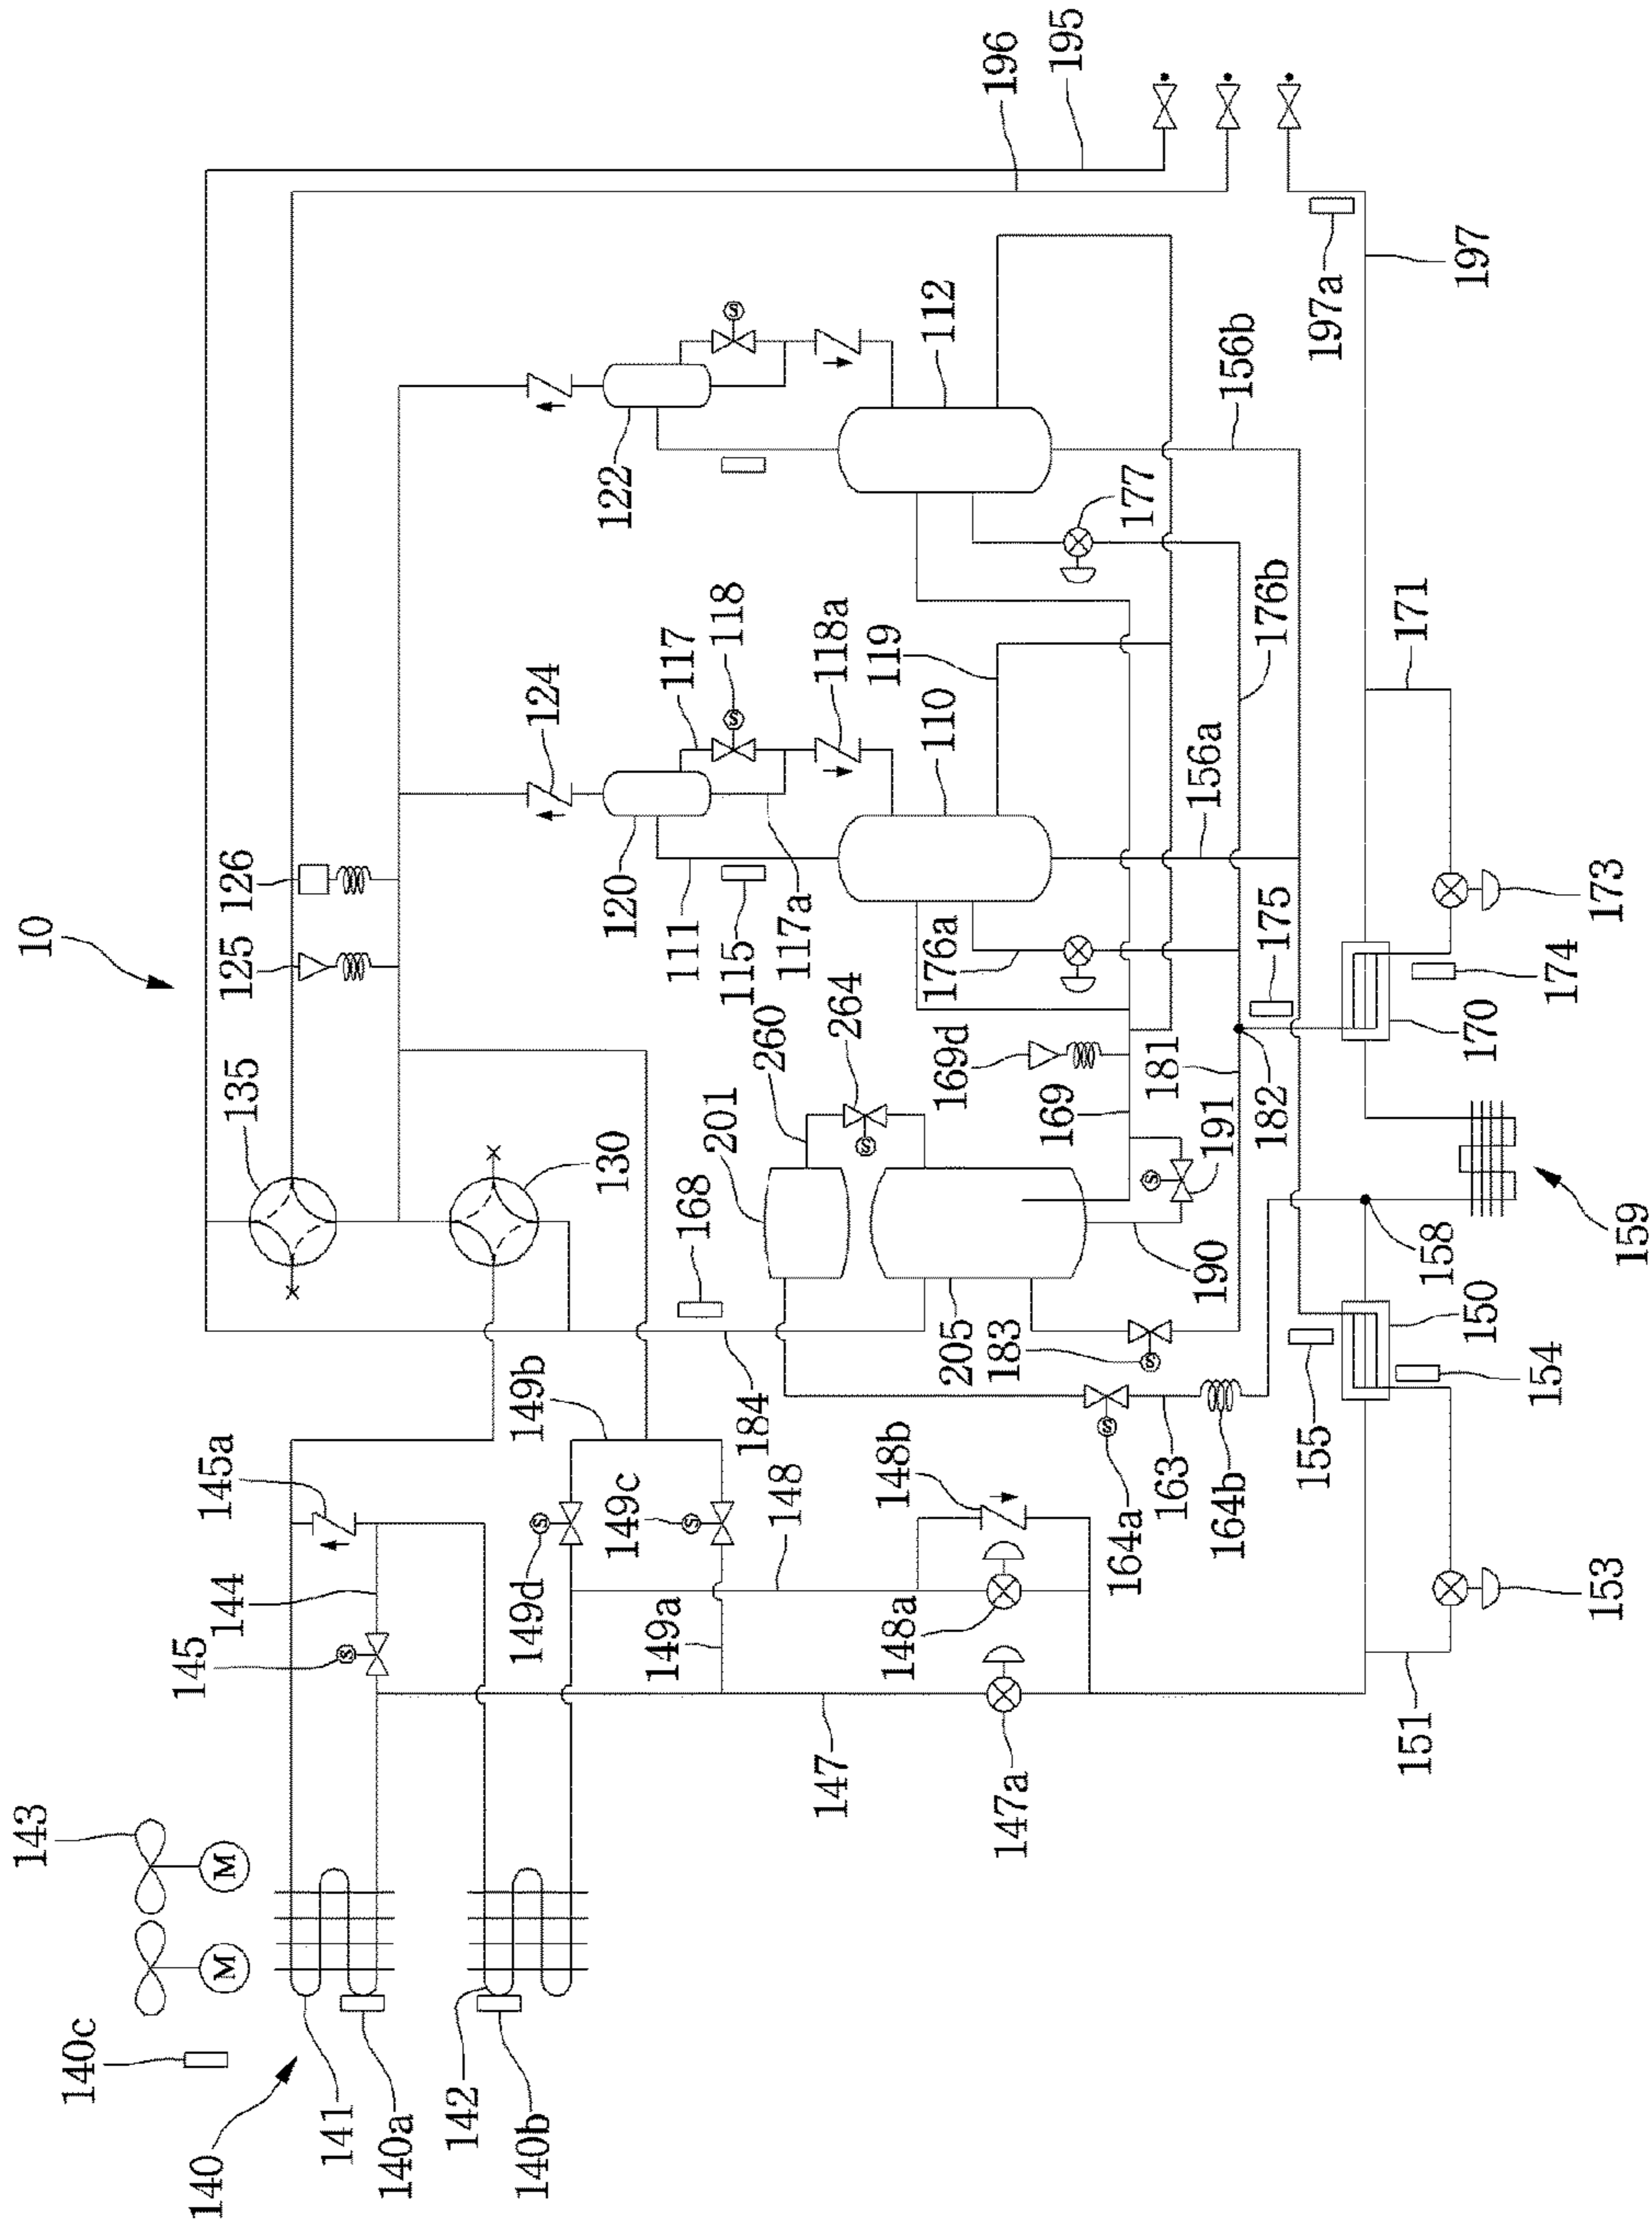 10
195
196
197a
197
112
156b
122
177
124
117
118
118a
119
110
156a
176b
171
126
125
120
111
115
117a
176a
175
173
174
170
135
130
201
260
264
169d
169
181
182
191
190
168
205
183
184
158
159
150
154
155
164b
163
164a
149b
149c
149d
149a
148
148b
148a
145a
144
145
147
147a
151
153
143
140c
140
141
140a
142
140b
M
M
S
S
S
S
S
S
S
S
S